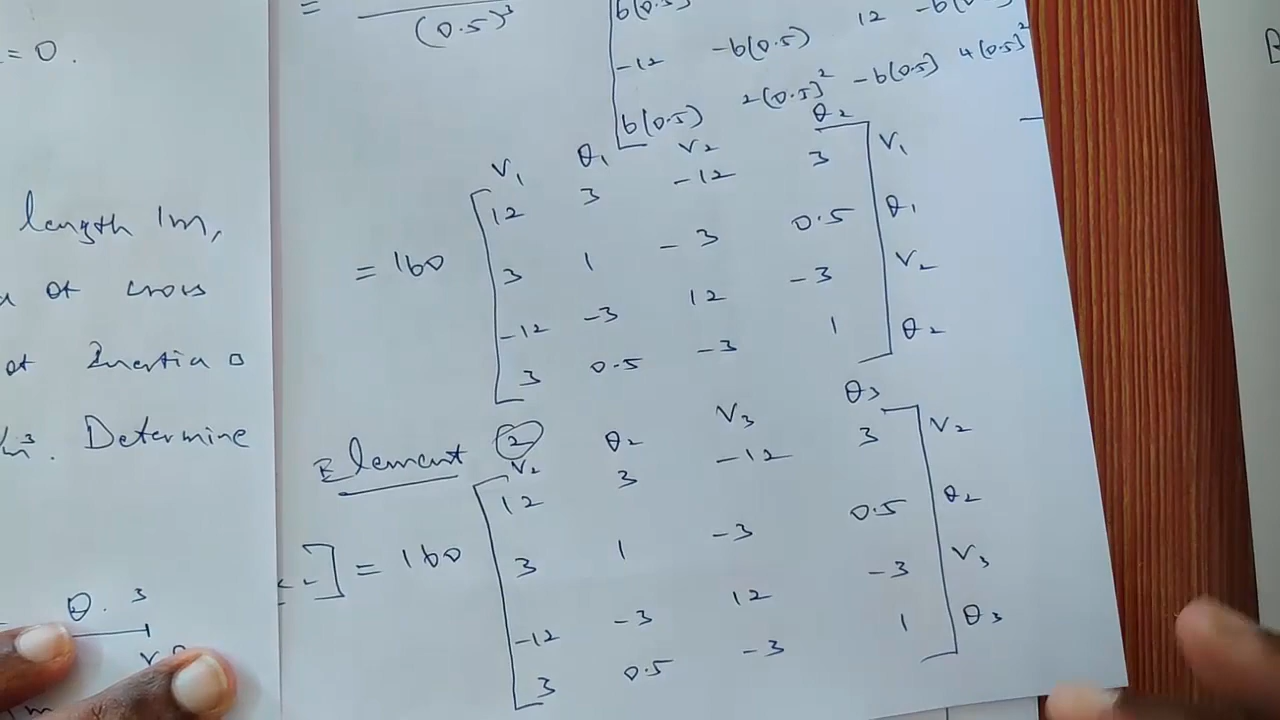 = 0.
length 1m,
of cross
of Inertia
Determine
θ. 3
=
(0.5)³
12
-12 -6(0.5)
6(0.5) 2(0.5)² -6(0.5) 4(0.5)²
V₁ θ₁ V₂ θ₂
= 160
12 3 -12 3 V₁
3 1 -3 0.5 θ₁
-12 -3 12 -3 V₂
3 0.5 -3 1 θ₂
Element ②
V₂ θ₂ V₃ θ₃
] = 160
12 3 -12 3 V₂
3 1 -3 0.5 θ₂
-12 -3 12 -3 V₃
3 0.5 -3 1 θ₃